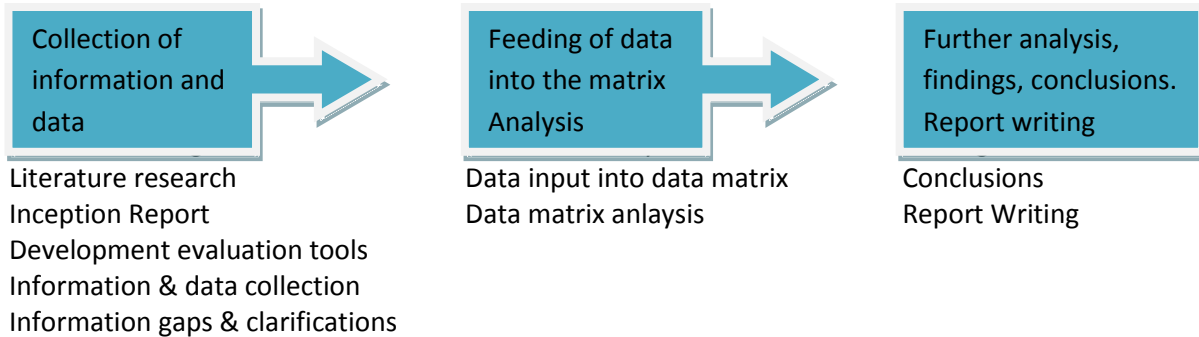 Collection of
information and
data
Literature research
Inception Report
Development evaluation tools
Information & data collection
Information gaps & clarifications
Feeding of data
into the matrix
Analysis
Data input into data matrix
Data matrix anlaysis
Further analysis,
findings, conclusions.
Report writing
Conclusions
Report Writing